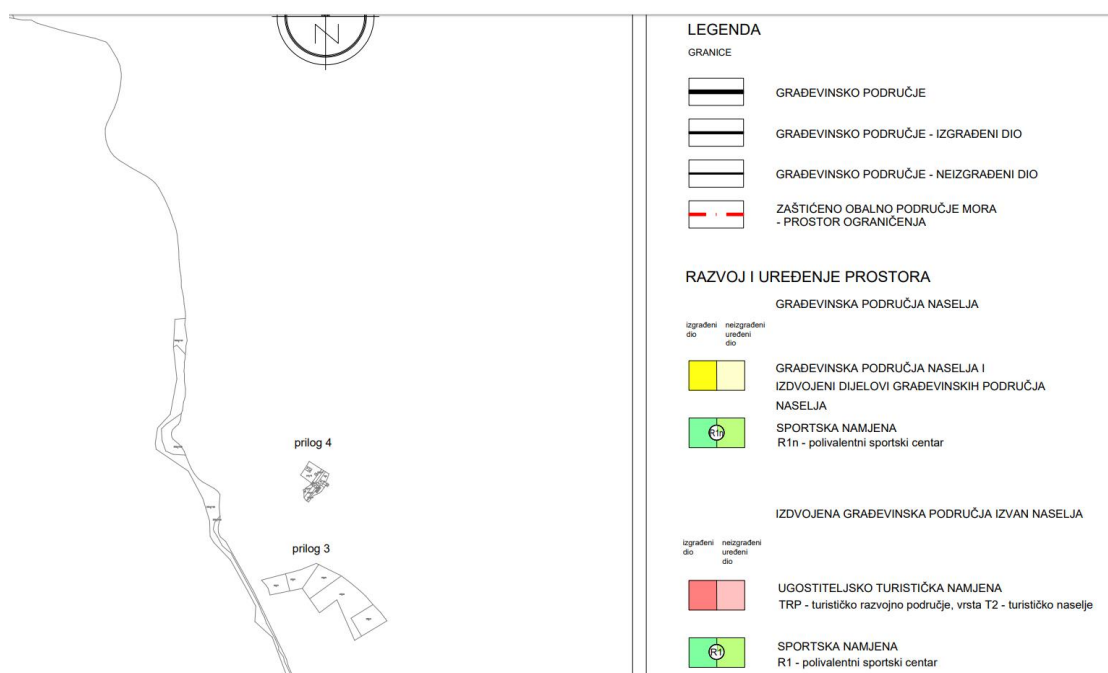 N
prilog 4
prilog 3
LEGENDA
GRANICE
GRAĐEVINSKO PODRUČJE
GRAĐEVINSKO PODRUČJE - IZGRAĐENI DIO
GRAĐEVINSKO PODRUČJE - NEIZGRAĐENI DIO
ZAŠTIĆENO OBALNO PODRUČJE MORA
- PROSTOR OGRANIČENJA
RAZVOJ I UREĐENJE PROSTORA
GRAĐEVINSKA PODRUČJA NASELJA
izgrađeni neizgrađeni
dio uređeni
dio
GRAĐEVINSKA PODRUČJA NASELJA I
IZDVOJENI DIJELOVI GRAĐEVINSKIH PODRUČJA
NASELJA
R1n
SPORTSKA NAMJENA
R1n - polivalentni sportski centar
IZDVOJENA GRAĐEVINSKA PODRUČJA IZVAN NASELJA
izgrađeni neizgrađeni
dio uređeni
dio
UGOSTITELJSKO TURISTIČKA NAMJENA
TRP - turističko razvojno područje, vrsta T2 - turističko naselje
R1
SPORTSKA NAMJENA
R1 - polivalentni sportski centar